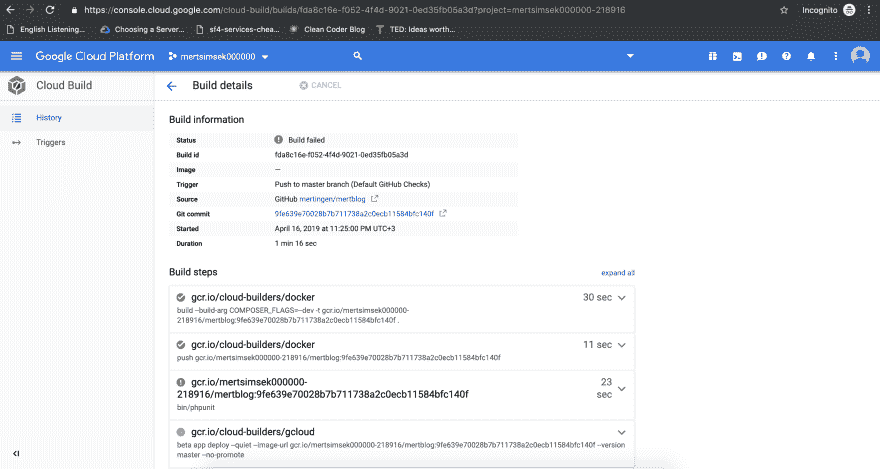 https://console.cloud.google.com/cloud-build/builds/fda8c16e-f052-4f4d-9021-0ed35fb05a3d?project=mertsimsek000000-218916
Incognito
English Listening...
Choosing a Server...
sf4-services-chea...
Clean Coder Blog
TED: Ideas worth...
Google Cloud Platform
mertsimsek000000
Cloud Build
Build details
CANCEL
History
Triggers
Build information
Status Build failed
Build id fda8c16e-f052-4f4d-9021-0ed35fb05a3d
Image —
Trigger Push to master branch (Default GitHub Checks)
Source GitHub mertingen/mertblog
Git commit 9fe639e70028b7b711738a2c0ecb11584bfc140f
Started April 16, 2019 at 11:25:00 PM UTC+3
Duration 1 min 16 sec
Build steps
expand all
gcr.io/cloud-builders/docker 30 sec
build --build-arg COMPOSER_FLAGS=--dev -t gcr.io/mertsimsek000000-
218916/mertblog:9fe639e70028b7b711738a2c0ecb11584bfc140f .
gcr.io/cloud-builders/docker 11 sec
push gcr.io/mertsimsek000000-218916/mertblog:9fe639e70028b7b711738a2c0ecb11584bfc140f
gcr.io/mertsimsek000000- 23
218916/mertblog:9fe639e70028b7b711738a2c0ecb11584bfc140f sec
bin/phpunit
gcr.io/cloud-builders/gcloud
beta app deploy --quiet --image-url gcr.io/mertsimsek000000-218916/mertblog:9fe639e70028b7b711738a2c0ecb11584bfc140f --version
master --no-promote